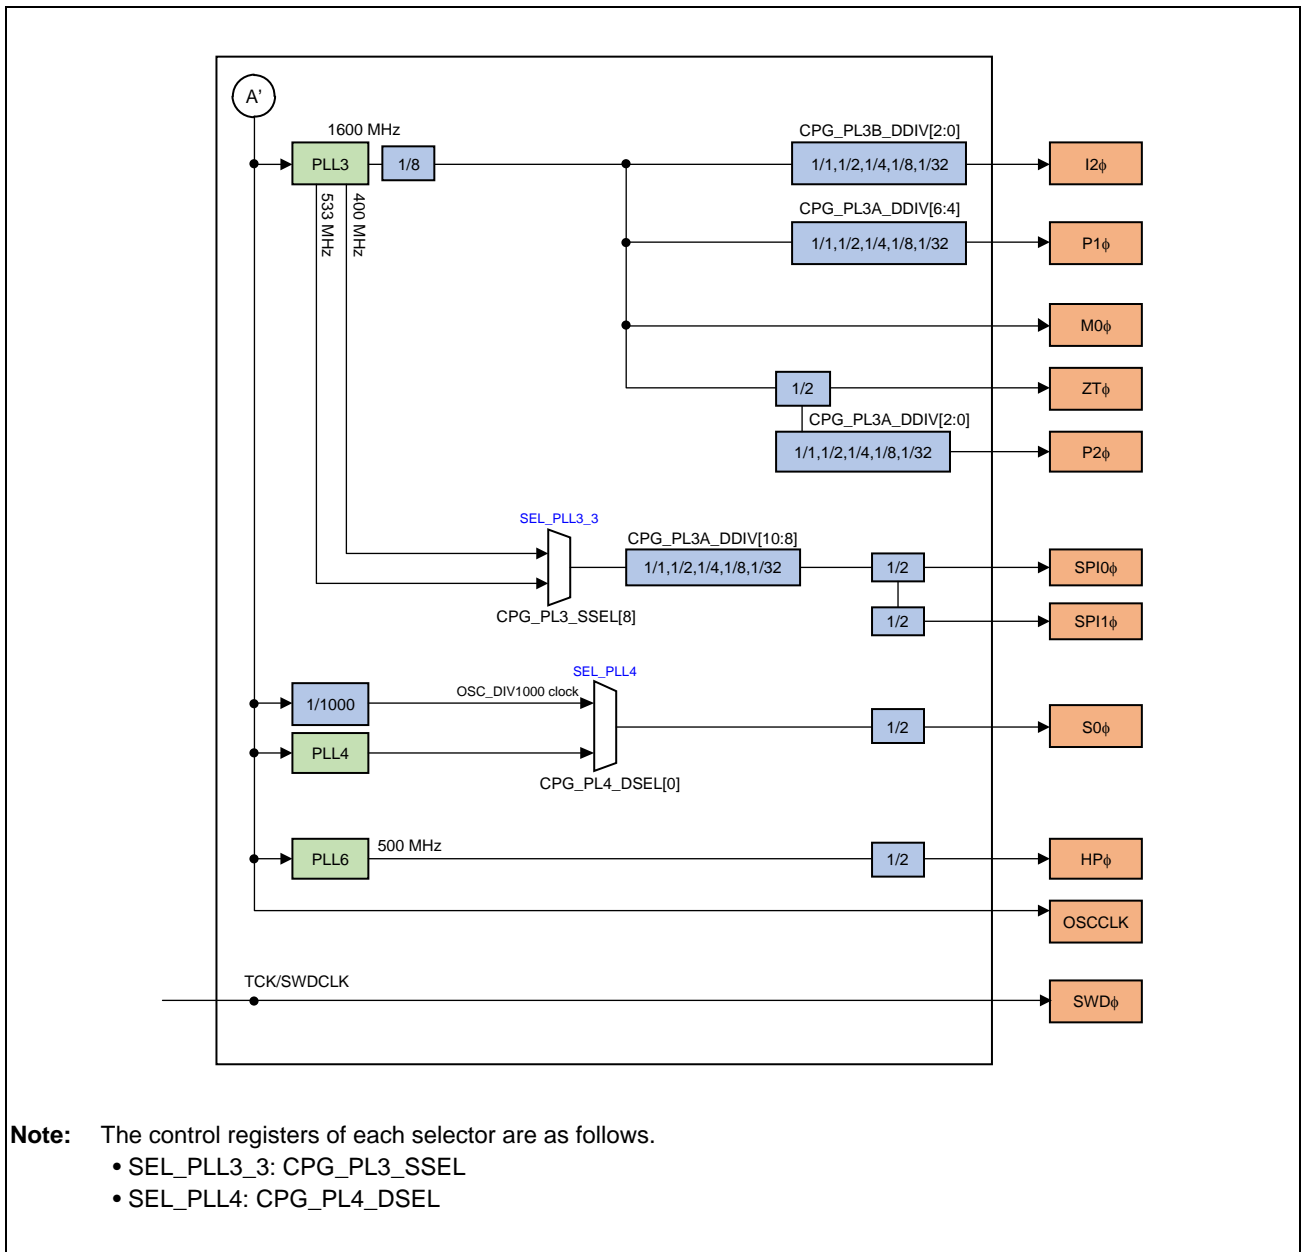 A'
1600 MHz
CPG_PL3B_DDIV[2:0]
PLL3
1/8
1/1,1/2,1/4,1/8,1/32
I2ϕ
533 MHz
400 MHz
CPG_PL3A_DDIV[6:4]
1/1,1/2,1/4,1/8,1/32
P1ϕ
M0ϕ
1/2
ZTϕ
CPG_PL3A_DDIV[2:0]
1/1,1/2,1/4,1/8,1/32
P2ϕ
SEL_PLL3_3
CPG_PL3A_DDIV[10:8]
1/1,1/2,1/4,1/8,1/32
1/2
SPI0ϕ
CPG_PL3_SSEL[8]
1/2
SPI1ϕ
SEL_PLL4
1/1000
OSC_DIV1000 clock
1/2
S0ϕ
PLL4
CPG_PL4_DSEL[0]
PLL6
500 MHz
1/2
HPϕ
OSCCLK
TCK/SWDCLK
SWDϕ
Note: The control registers of each selector are as follows.
• SEL_PLL3_3: CPG_PL3_SSEL
• SEL_PLL4: CPG_PL4_DSEL